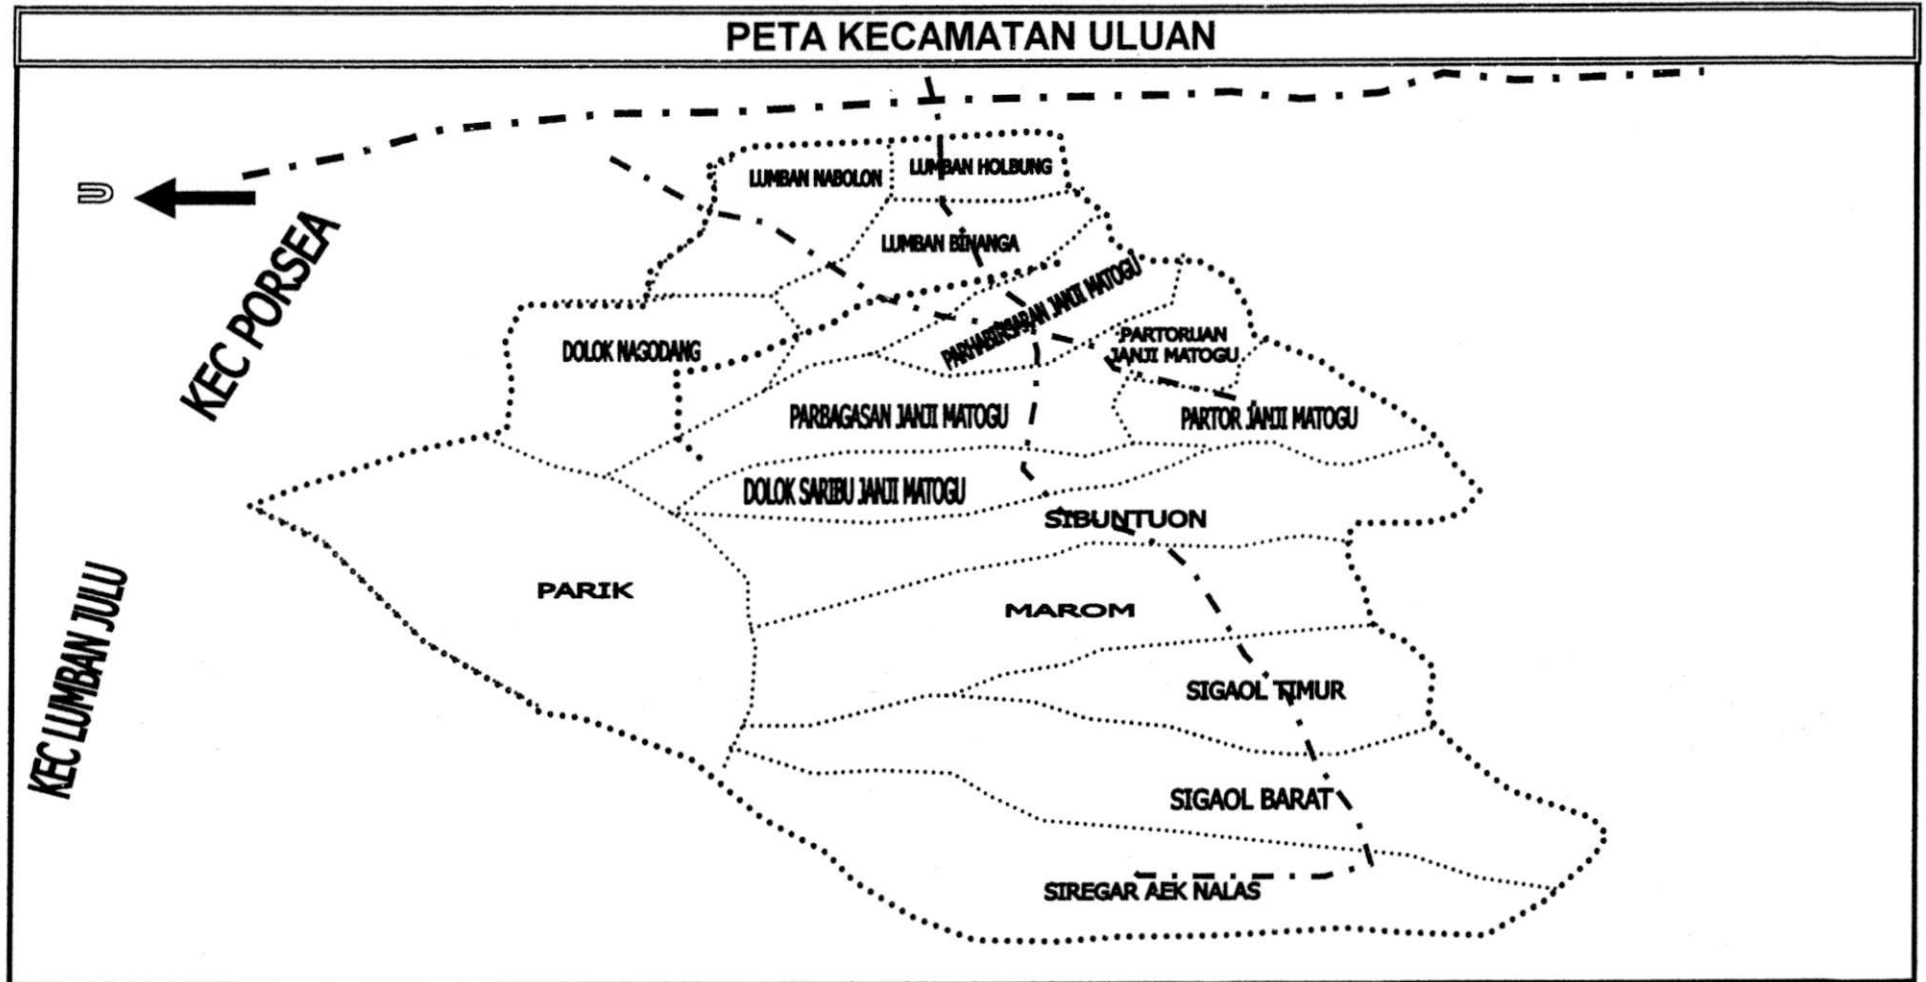 PETA KECAMATAN ULUAN
U
KEC PORSEA
KEC LUMBAN JULU
LUMBAN NABOLON
LUMBAN HOLBUNG
LUMBAN BINANGA
PARHABINSARAN JANJI MATOGU
DOLOK NAGODANG
PARTORUAN
JANJI MATOGU
PARBAGASAN JANJI MATOGU
PARTOR JANJI MATOGU
DOLOK SARIBU JANJI MATOGU
SIBUNTUON
PARIK
MAROM
SIGAOL TIMUR
SIGAOL BARAT
SIREGAR AEK NALAS